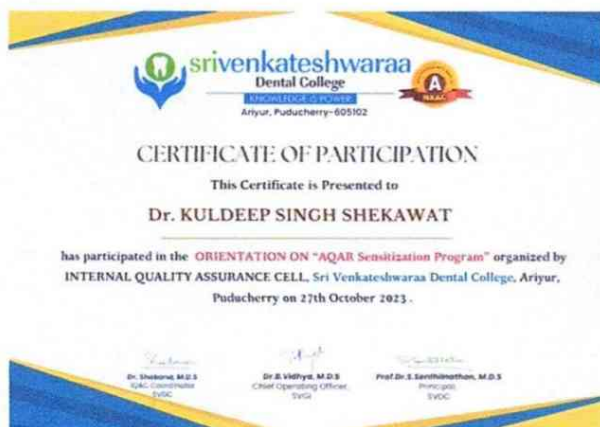 srivenkateshwaraa
Dental College
KNOWLEDGE IS POWER
Ariyur, Puducherry-605102
A
NAAC
CERTIFICATE OF PARTICIPATION
This Certificate is Presented to
Dr. KULDEEP SINGH SHEKAWAT
has participated in the ORIENTATION ON "AQAR Sensitization Program" organized by
INTERNAL QUALITY ASSURANCE CELL, Sri Venkateshwaraa Dental College, Ariyur,
Puducherry on 27th October 2023.
Dr. Shabana, M.D.S
IQAC Coordinator
SVDC
Dr.B.Vidhya, M.D.S
Chief Operating Officer,
SVGI
Prof.Dr.S.Senthilnathan, M.D.S
Principal,
SVDC